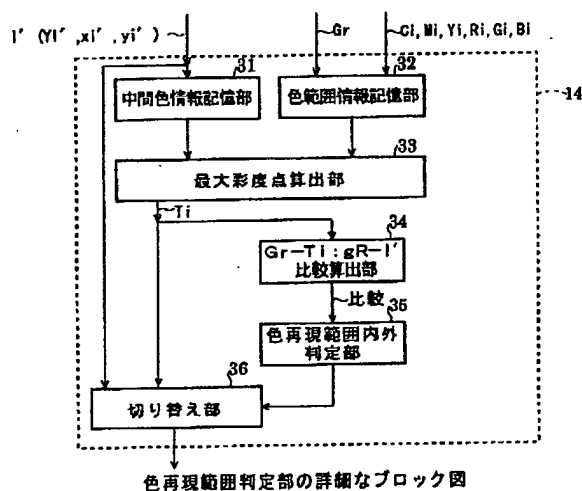 I′(Yi′,xi′,yi′)
Gr
Ci, Mi, Yi, Ri, Gi, Bi
31
32
中間色情報記憶部
色範囲情報記憶部
14
33
最大彩度点算出部
Ti
34
Gr−Ti:gR−I′
比較算出部
比較
35
色再現範囲内外
判定部
36
切り替え部
色再現範囲判定部の詳細なブロック図